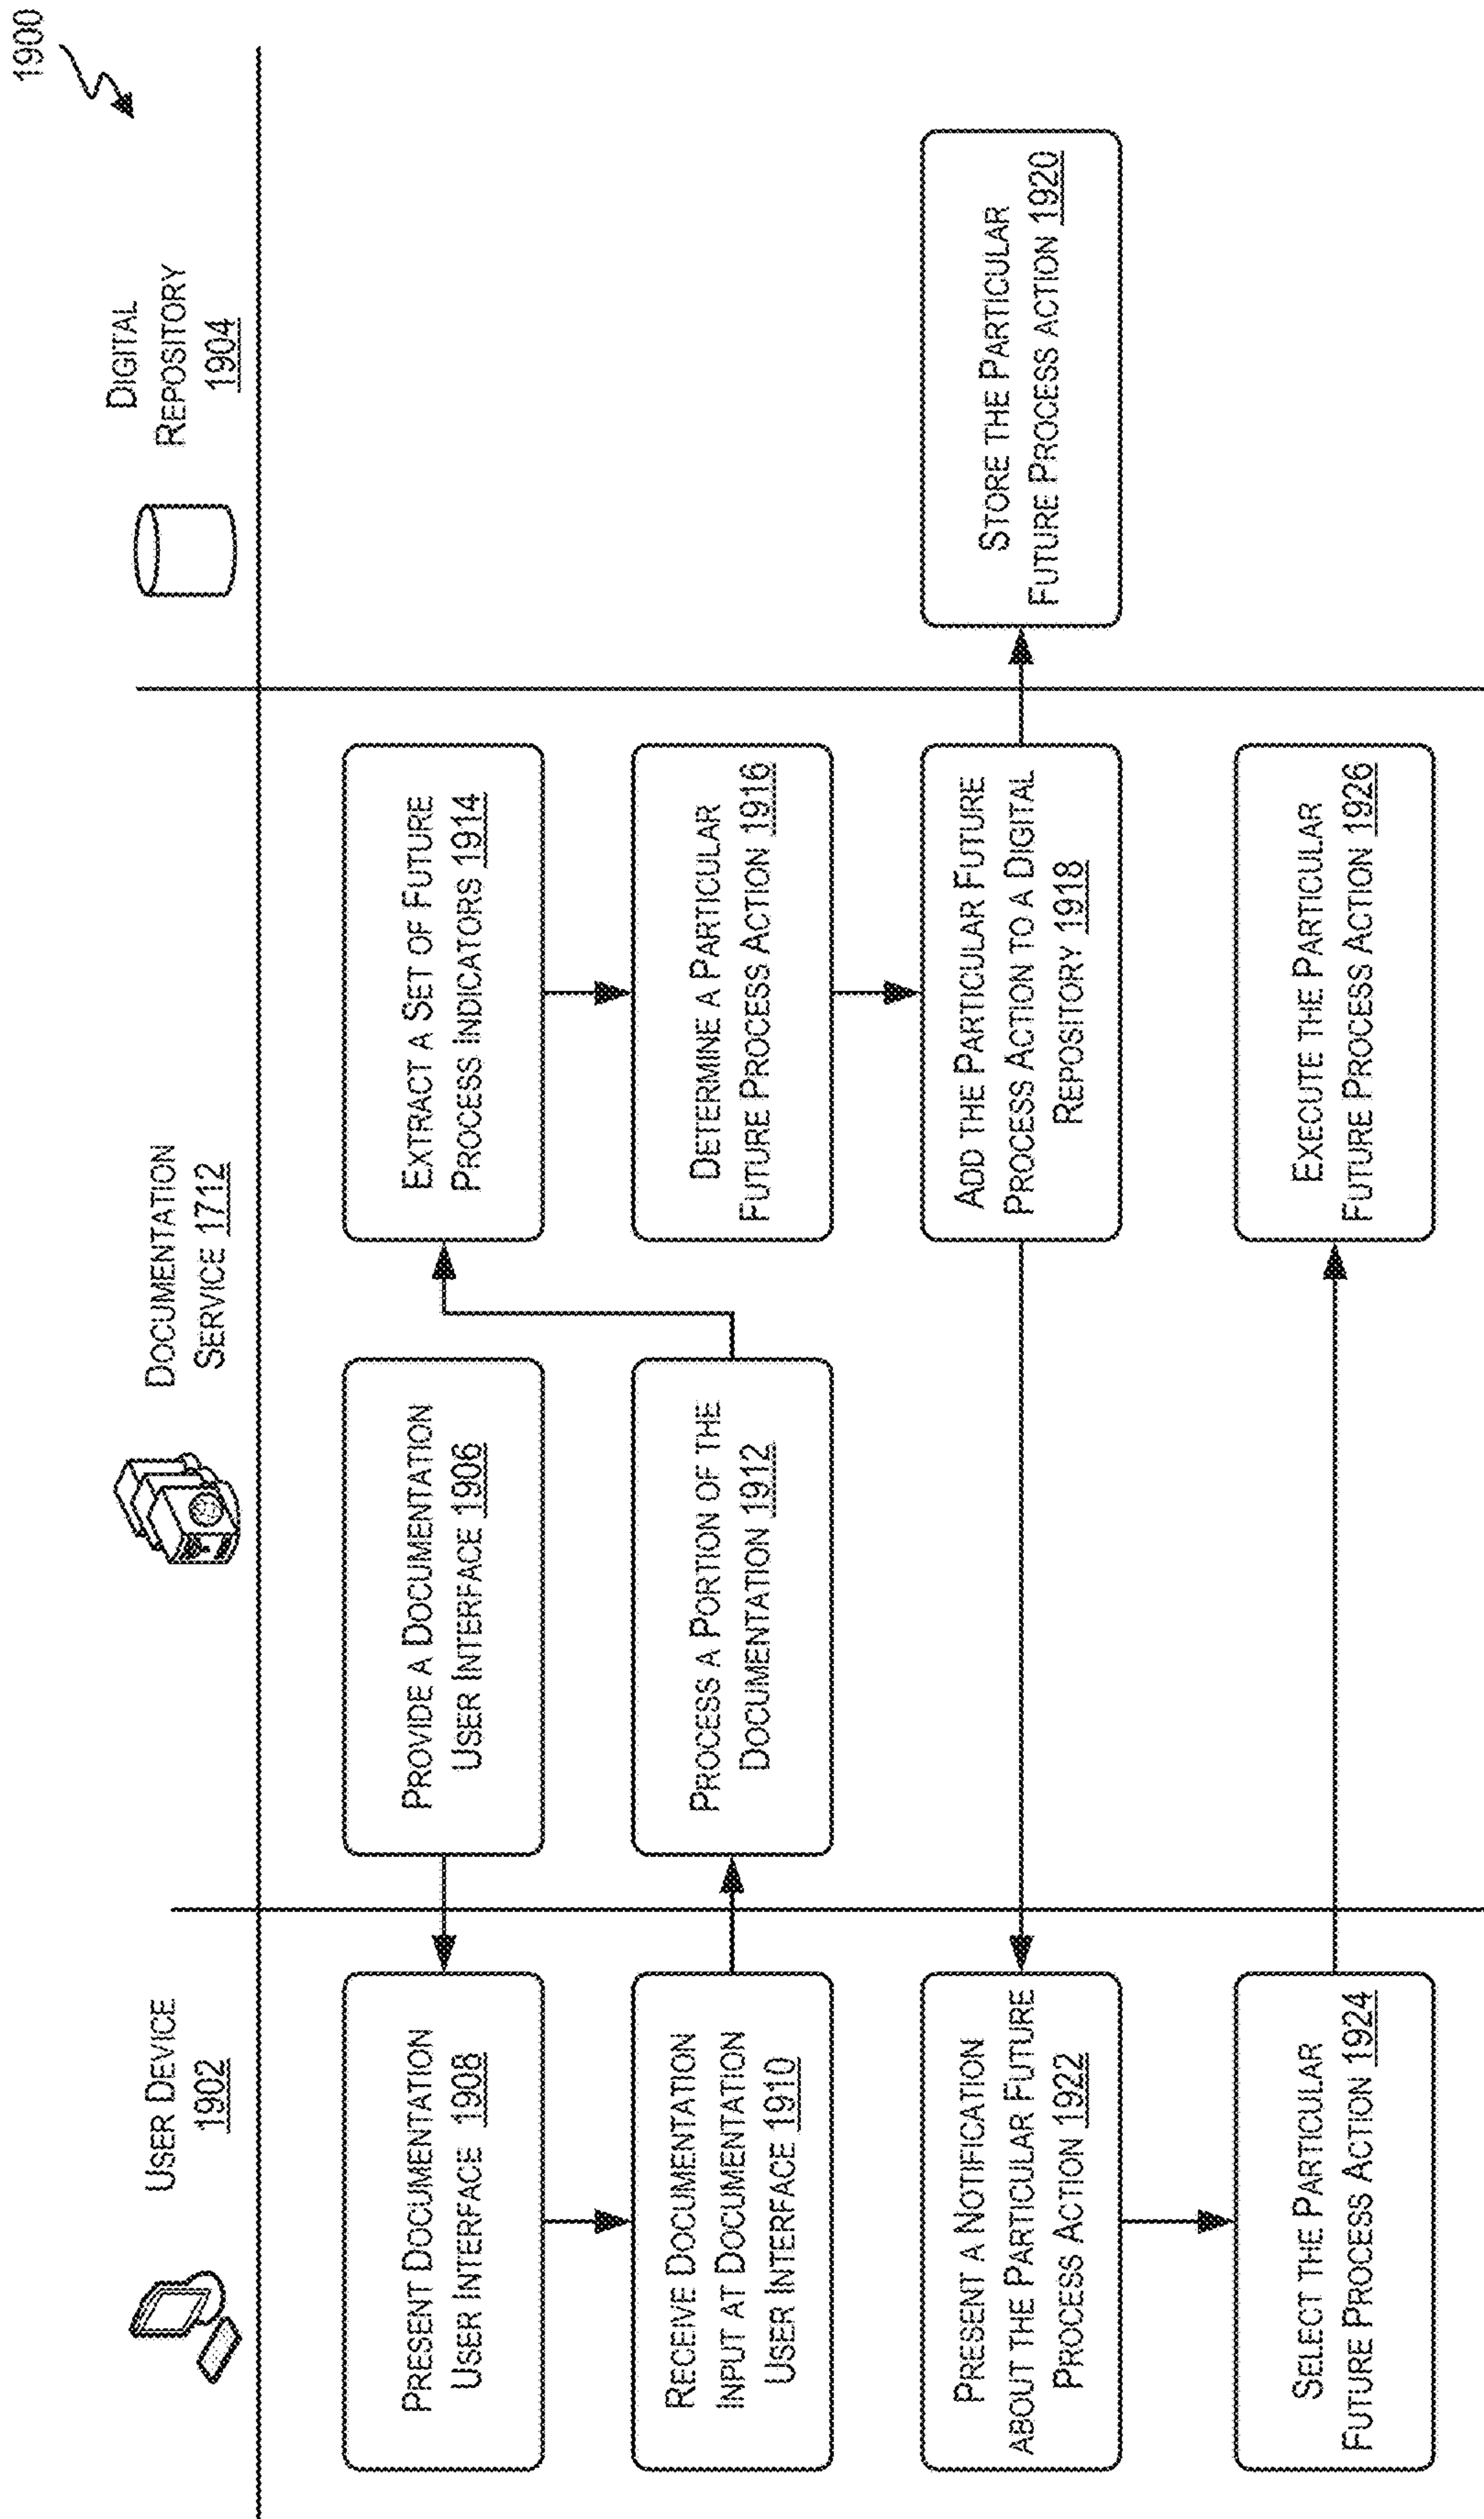 1900
USER DEVICE
1902
DOCUMENTATION
SERVICE 1712
DIGITAL
REPOSITORY
1904
PRESENT DOCUMENTATION
USER INTERFACE 1908
PROVIDE A DOCUMENTATION
USER INTERFACE 1906
EXTRACT A SET OF FUTURE
PROCESS INDICATORS 1914
RECEIVE DOCUMENTATION
INPUT AT DOCUMENTATION
USER INTERFACE 1910
PROCESS A PORTION OF THE
DOCUMENTATION 1912
DETERMINE A PARTICULAR
FUTURE PROCESS ACTION 1916
PRESENT A NOTIFICATION
ABOUT THE PARTICULAR FUTURE
PROCESS ACTION 1922
ADD THE PARTICULAR FUTURE
PROCESS ACTION TO A DIGITAL
REPOSITORY 1918
STORE THE PARTICULAR
FUTURE PROCESS ACTION 1920
SELECT THE PARTICULAR
FUTURE PROCESS ACTION 1924
EXECUTE THE PARTICULAR
FUTURE PROCESS ACTION 1926